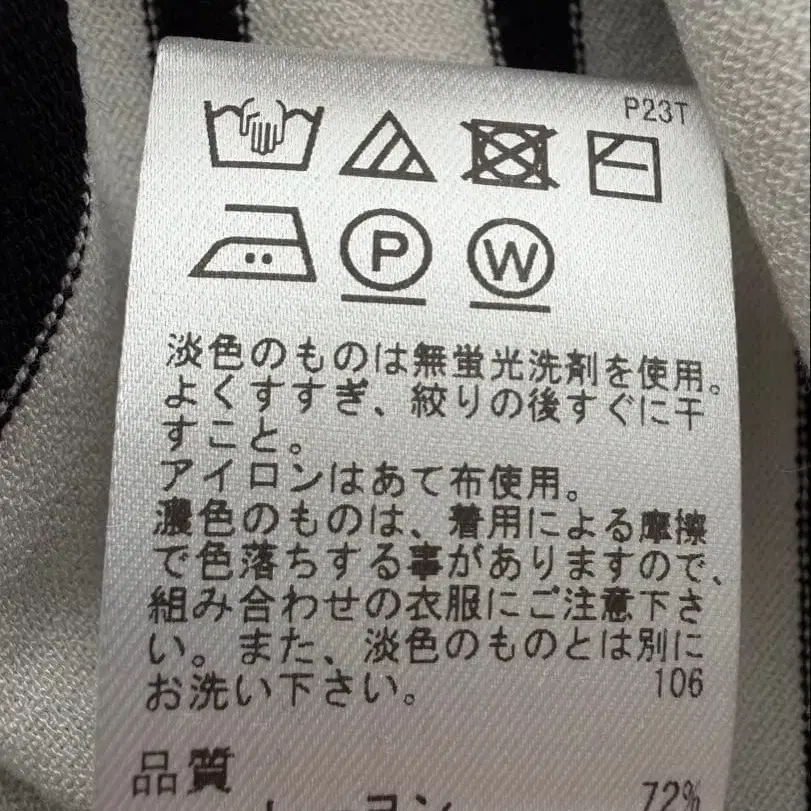 P23T
P
W
淡色のものは無蛍光洗剤を使用。
よくすすぎ、絞りの後すぐに干
すこと。
アイロンはあて布使用。
濃色のものは、着用による摩擦
で色落ちする事がありますので、
組み合わせの衣服にご注意下さ
い。また、淡色のものとは別に
お洗い下さい。 106
品質
レーヨン 72%